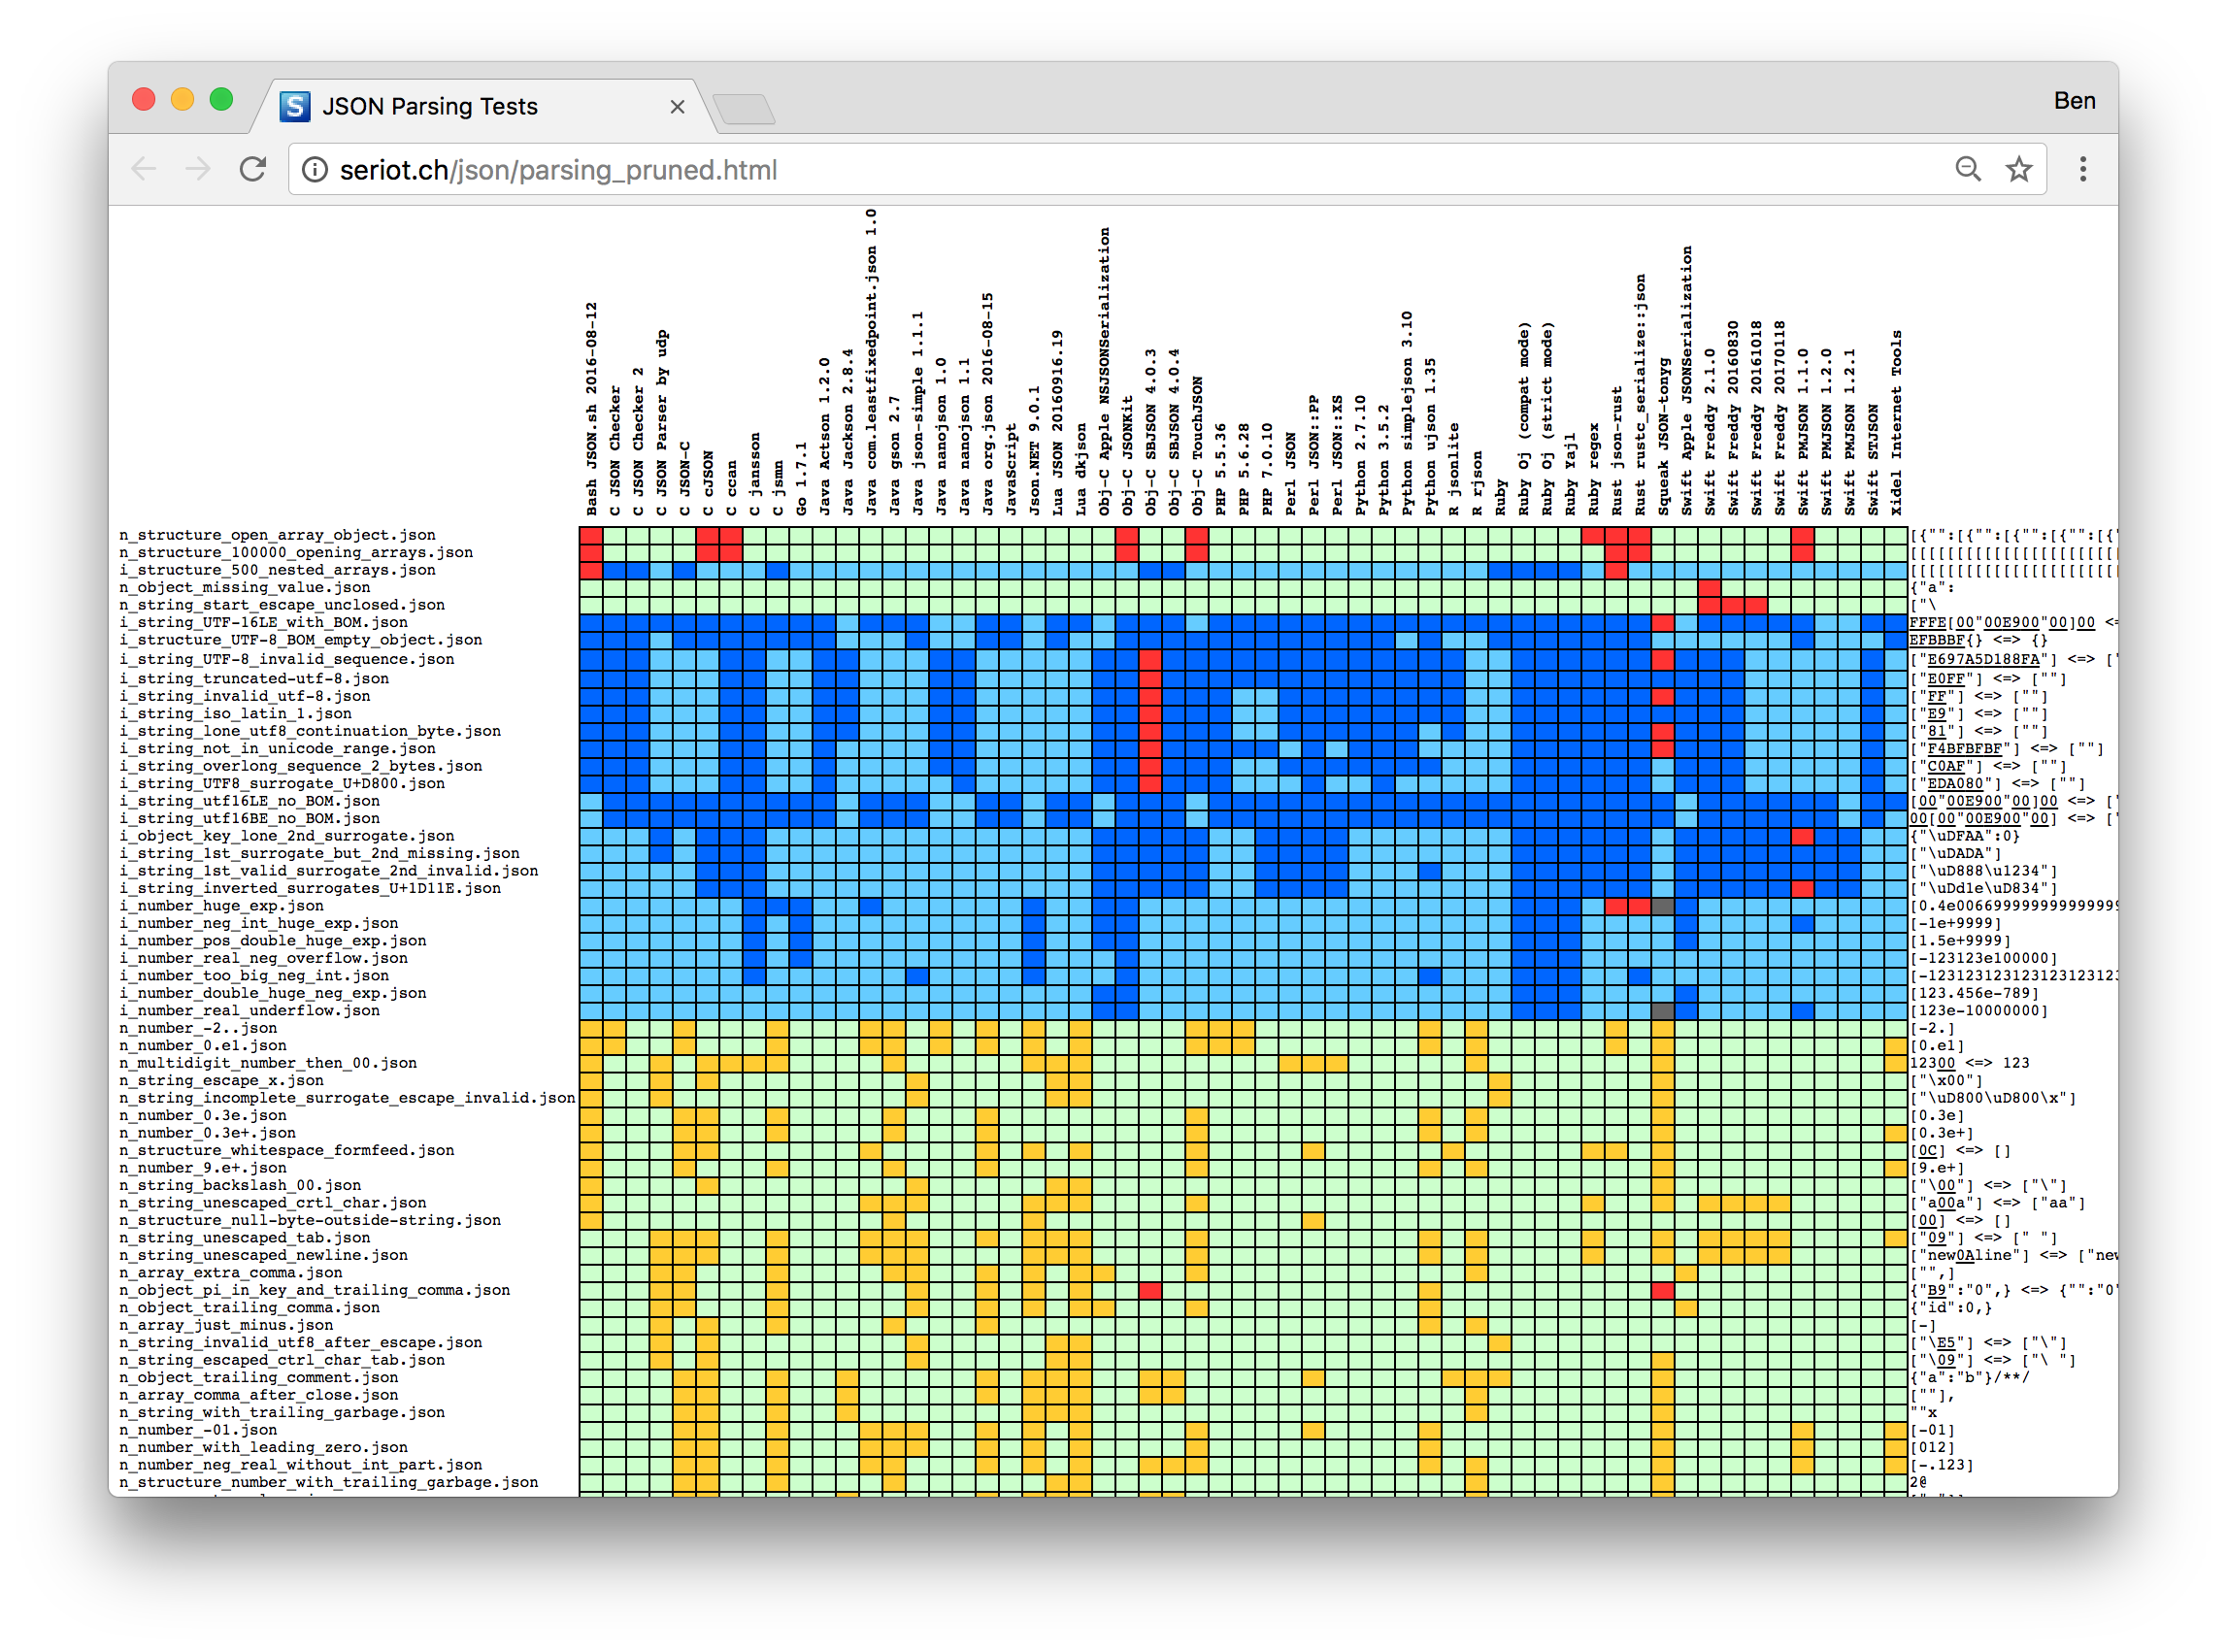 JSON Parsing Tests
Ben
seriot.ch/json/parsing_pruned.html
Bash JSON.sh 2016-08-12
C JSON Checker
C JSON Checker 2
C JSON Parser by udp
C JSON-C
C cJSON
C ccan
C jansson
C jsmn
Go 1.7.1
Java Actson 1.2.0
Java Jackson 2.8.4
Java com.leastfixedpoint.json 1.0
Java gson 2.7
Java json-simple 1.1.1
Java nanojson 1.0
Java nanojson 1.1
Java org.json 2016-08-15
JavaScript
Json.NET 9.0.1
Lua JSON 20160916.19
Lua dkjson
Obj-C Apple NSJSONSerialization
Obj-C JSONKit
Obj-C SBJSON 4.0.3
Obj-C SBJSON 4.0.4
Obj-C TouchJSON
PHP 5.5.36
PHP 5.6.28
PHP 7.0.10
Perl JSON
Perl JSON::PP
Perl JSON::XS
Python 2.7.10
Python 3.5.2
Python simplejson 3.10
Python ujson 1.35
R jsonlite
R rjson
Ruby
Ruby Oj (compat mode)
Ruby Oj (strict mode)
Ruby Yajl
Ruby regex
Rust json-rust
Rust rustc_serialize::json
Squeak JSON-tonyg
Swift Apple JSONSerialization
Swift Freddy 2.1.0
Swift Freddy 20160830
Swift Freddy 20161018
Swift Freddy 20170118
Swift PMJSON 1.1.0
Swift PMJSON 1.2.0
Swift PMJSON 1.2.1
Swift STJSON
Xidel Internet Tools
n_structure_open_array_object.json [{"":[{"":[{"":[{"":[{"
n_structure_100000_opening_arrays.json [[[[[[[[[[[[[[[[[[[[[[[
i_structure_500_nested_arrays.json [[[[[[[[[[[[[[[[[[[[[[[
n_object_missing_value.json {"a":
n_string_start_escape_unclosed.json ["\
i_string_UTF-16LE_with_BOM.json FFFE[00"00E900"00]00 <=
i_structure_UTF-8_BOM_empty_object.json EFBBBF{} <=> {}
i_string_UTF-8_invalid_sequence.json ["E697A5D188FA"] <=> ["
i_string_truncated-utf-8.json ["E0FF"] <=> [""]
i_string_invalid_utf-8.json ["FF"] <=> [""]
i_string_iso_latin_1.json ["E9"] <=> [""]
i_string_lone_utf8_continuation_byte.json ["81"] <=> [""]
i_string_not_in_unicode_range.json ["F4BFBFBF"] <=> [""]
i_string_overlong_sequence_2_bytes.json ["C0AF"] <=> [""]
i_string_UTF8_surrogate_U+D800.json ["EDA080"] <=> [""]
i_string_utf16LE_no_BOM.json [00"00E900"00]00 <=> ["
i_string_utf16BE_no_BOM.json 00[00"00E900"00] <=> ["
i_object_key_lone_2nd_surrogate.json {"\uDFAA":0}
i_string_1st_surrogate_but_2nd_missing.json ["\uDADA"]
i_string_1st_valid_surrogate_2nd_invalid.json ["\uD888\u1234"]
i_string_inverted_surrogates_U+1D11E.json ["\uDd1e\uD834"]
i_number_huge_exp.json [0.4e006699999999999999
i_number_neg_int_huge_exp.json [-1e+9999]
i_number_pos_double_huge_exp.json [1.5e+9999]
i_number_real_neg_overflow.json [-123123e100000]
i_number_too_big_neg_int.json [-123123123123123123123
i_number_double_huge_neg_exp.json [123.456e-789]
i_number_real_underflow.json [123e-10000000]
n_number_-2..json [-2.]
n_number_0.e1.json [0.e1]
n_multidigit_number_then_00.json 12300 <=> 123
n_string_escape_x.json ["\x00"]
n_string_incomplete_surrogate_escape_invalid.json ["\uD800\uD800\x"]
n_number_0.3e.json [0.3e]
n_number_0.3e+.json [0.3e+]
n_structure_whitespace_formfeed.json [0C] <=> []
n_number_9.e+.json [9.e+]
n_string_backslash_00.json ["\00"] <=> ["\"]
n_string_unescaped_crtl_char.json ["a00a"] <=> ["aa"]
n_structure_null-byte-outside-string.json [00] <=> []
n_string_unescaped_tab.json ["09"] <=> [" "]
n_string_unescaped_newline.json ["new0Aline"] <=> ["new
n_array_extra_comma.json ["",]
n_object_pi_in_key_and_trailing_comma.json {"B9":"0",} <=> {"":"0"
n_object_trailing_comma.json {"id":0,}
n_array_just_minus.json [-]
n_string_invalid_utf8_after_escape.json ["\E5"] <=> ["\"]
n_string_escaped_ctrl_char_tab.json ["\09"] <=> ["\ "]
n_object_trailing_comment.json {"a":"b"}/**/
n_array_comma_after_close.json [""],
n_string_with_trailing_garbage.json ""x
n_number_-01.json [-01]
n_number_with_leading_zero.json [012]
n_number_neg_real_without_int_part.json [-.123]
n_structure_number_with_trailing_garbage.json 2@